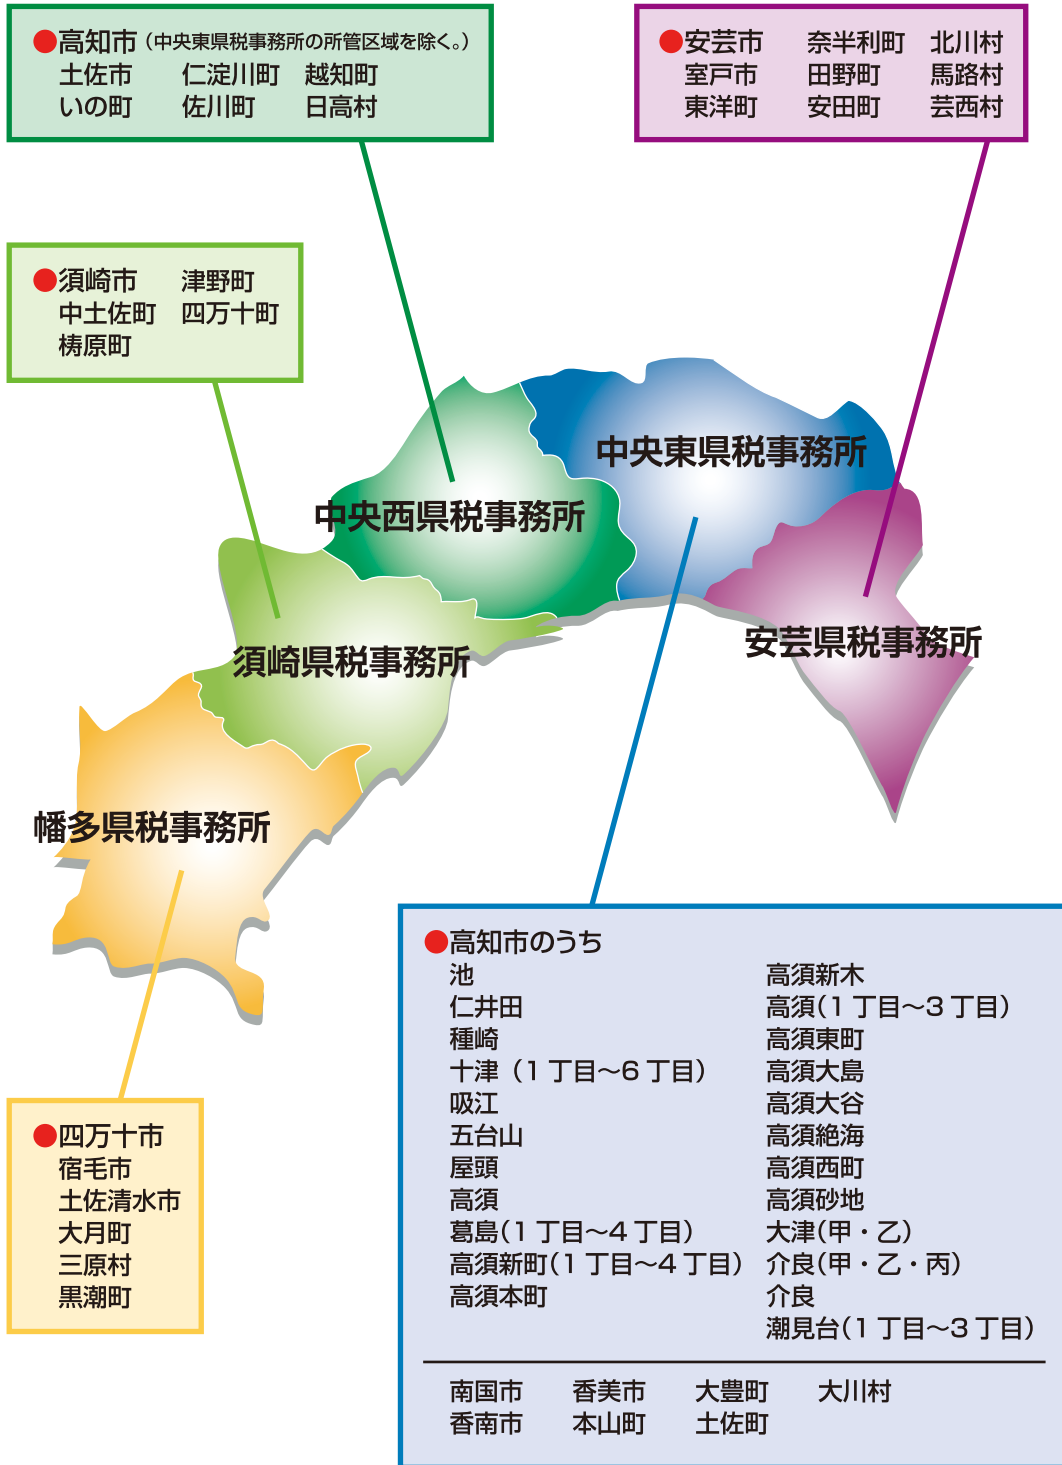 ●高知市(中央東県税事務所の所管区域を除く。)
土佐市 仁淀川町 越知町
いの町 佐川町 日高村
●安芸市 奈半利町 北川村
室戸市 田野町 馬路村
東洋町 安田町 芸西村
●須崎市 津野町
中土佐町 四万十町
梼原町
中央東県税事務所
中央西県税事務所
安芸県税事務所
須崎県税事務所
幡多県税事務所
●四万十市
宿毛市
土佐清水市
大月町
三原村
黒潮町
●高知市のうち
池
仁井田
種崎
十津(1丁目～6丁目)
吸江
五台山
屋頭
高須
葛島(1丁目～4丁目)
高須新町(1丁目～4丁目)
高須本町
高須新木
高須(1丁目～3丁目)
高須東町
高須大島
高須大谷
高須絶海
高須西町
高須砂地
大津(甲・乙)
介良(甲・乙・丙)
介良
潮見台(1丁目～3丁目)
南国市 香美市 大豊町 大川村
香南市 本山町 土佐町